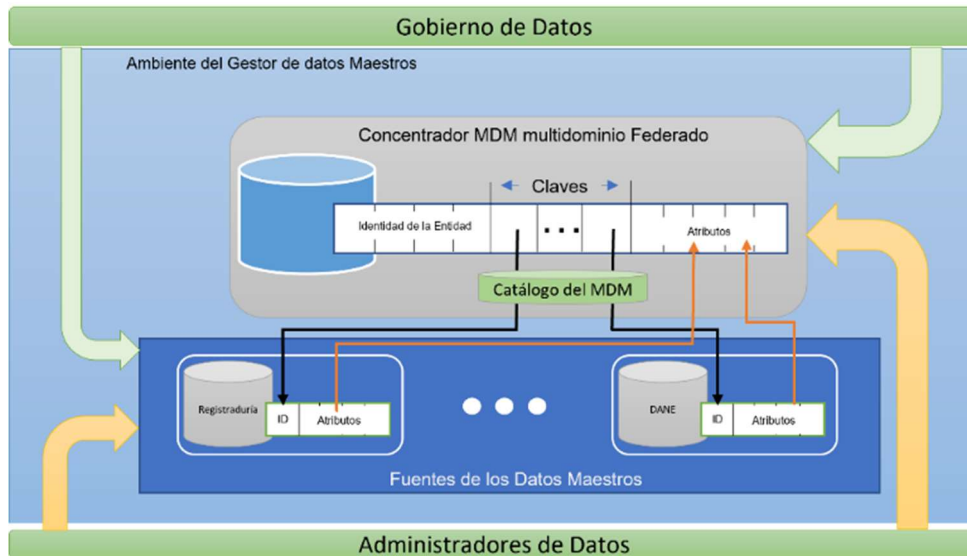 Gobierno de Datos
Ambiente del Gestor de datos Maestros
Concentrador MDM multidominio Federado
Claves
Identidad de la Entidad
Atributos
Catálogo del MDM
Registraduría
ID
Atributos
DANE
ID
Atributos
Fuentes de los Datos Maestros
Administradores de Datos